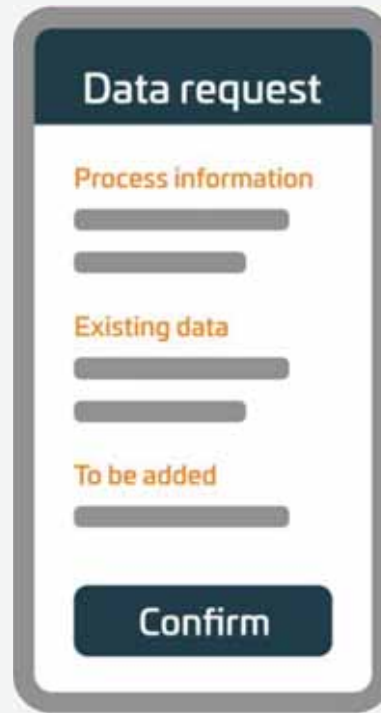 Data request
Process information
Existing data
To be added
Confirm